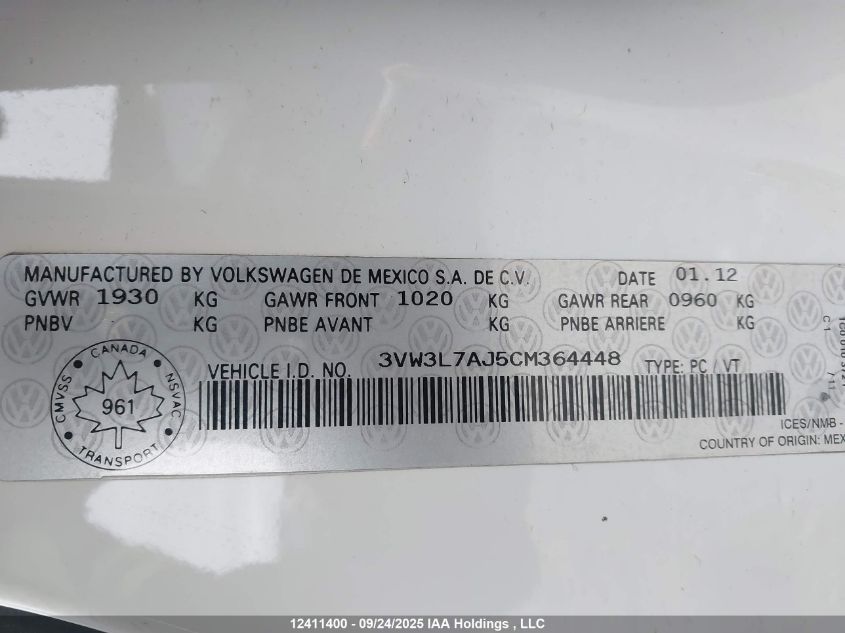 MANUFACTURED BY VOLKSWAGEN DE MEXICO S.A. DE C.V. DATE 01.12
GVWR 1930 KG GAWR FRONT 1020 KG GAWR REAR 0960 KG
PNBV KG PNBE AVANT KG PNBE ARRIERE KG
VEHICLE I.D. NO. 3VW3L7AJ5CM364448 TYPE: PC / VT
CANADA
CMVSS 961 NSVAC
TRANSPORT
ICES/NMB -
COUNTRY OF ORIGIN: MEX
12411400 - 09/24/2025 IAA Holdings , LLC